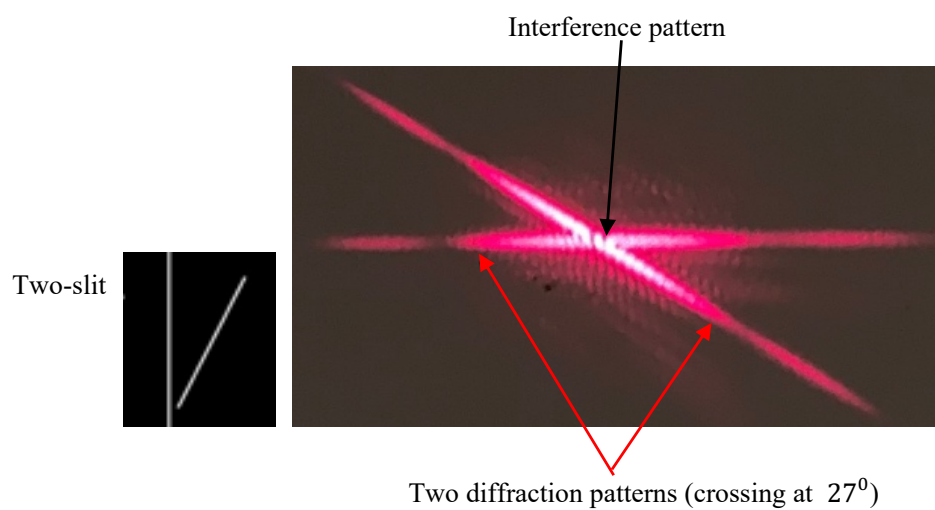 Interference pattern
Two-slit
Two diffraction patterns (crossing at 27⁰)